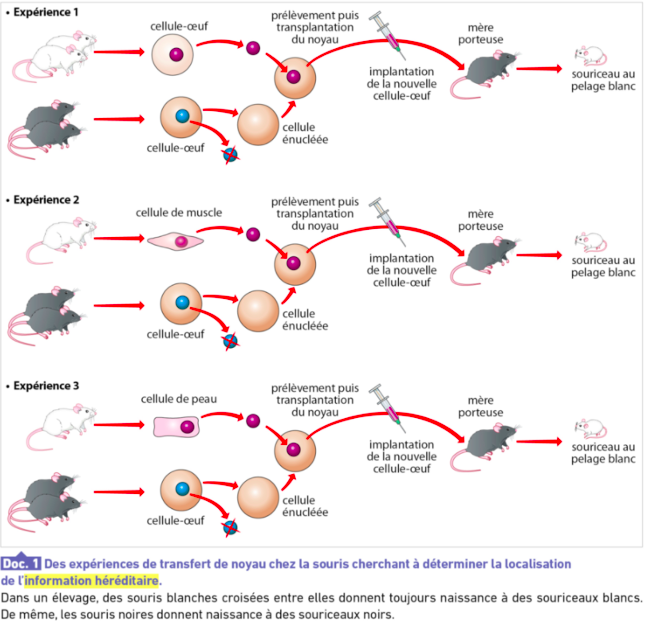 • Expérience 1
cellule-œuf
prélèvement puis
transplantation
du noyau
mère
porteuse
souriceau au
pelage blanc
implantation
de la nouvelle
cellule-œuf
cellule
énucléée
cellule-œuf
• Expérience 2
cellule de muscle
prélèvement puis
transplantation
du noyau
mère
porteuse
souriceau au
pelage blanc
implantation
de la nouvelle
cellule-œuf
cellule
énucléée
cellule-œuf
• Expérience 3
cellule de peau
prélèvement puis
transplantation
du noyau
mère
porteuse
souriceau au
pelage blanc
implantation
de la nouvelle
cellule-œuf
cellule
énucléée
cellule-œuf
Doc. 1 Des expériences de transfert de noyau chez la souris cherchant à déterminer la localisation
de l'information héréditaire.
Dans un élevage, des souris blanches croisées entre elles donnent toujours naissance à des souriceaux blancs.
De même, les souris noires donnent naissance à des souriceaux noirs.